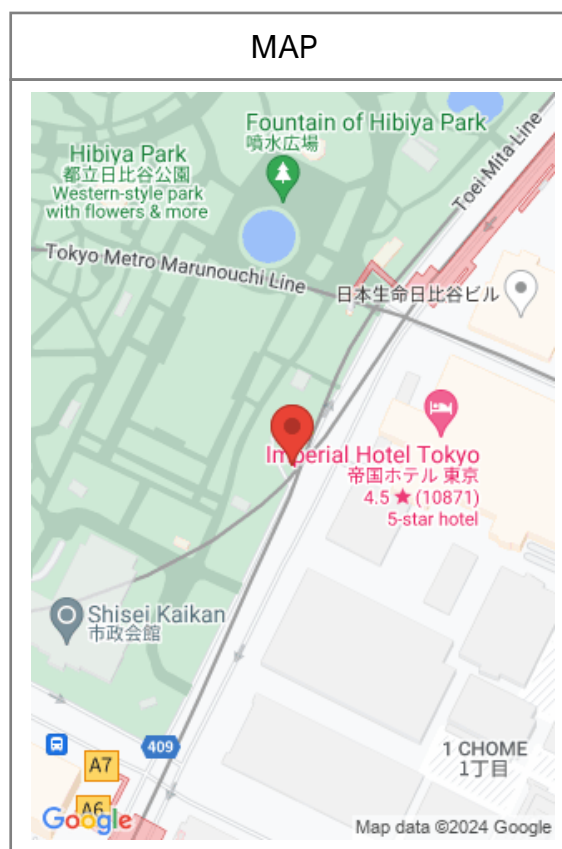 MAP
Fountain of Hibiya Park
噴水広場
Hibiya Park
都立日比谷公園
Western-style park
with flowers & more
Toei Mita Line
Tokyo Metro Marunouchi Line
日本生命日比谷ビル
Imperial Hotel Tokyo
帝国ホテル 東京
4.5 ★ (10871)
5-star hotel
Shisei Kaikan
市政会館
409
1 CHOME
1丁目
A7
A6
Google
Map data ©2024 Google